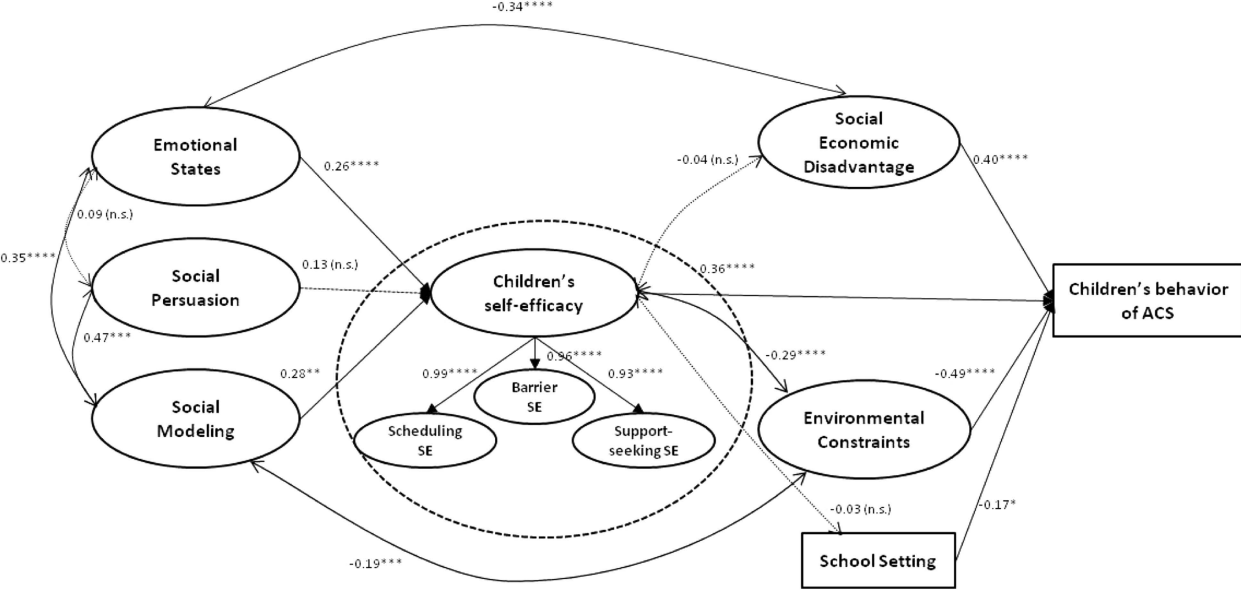 -0.34****
Emotional
States
Social
Economic
Disadvantage
0.26****
-0.04 (n.s.)
0.40****
0.09 (n.s.)
0.35****
Social
Persuasion
0.13 (n.s.)
Children's
self-efficacy
0.36****
Children's behavior
of ACS
0.47***
-0.29****
0.28**
0.99****
0.96****
0.93****
-0.49****
Social
Modeling
Scheduling
SE
Barrier
SE
Support-
seeking SE
Environmental
Constraints
-0.03 (n.s.)
-0.17*
-0.19***
School Setting